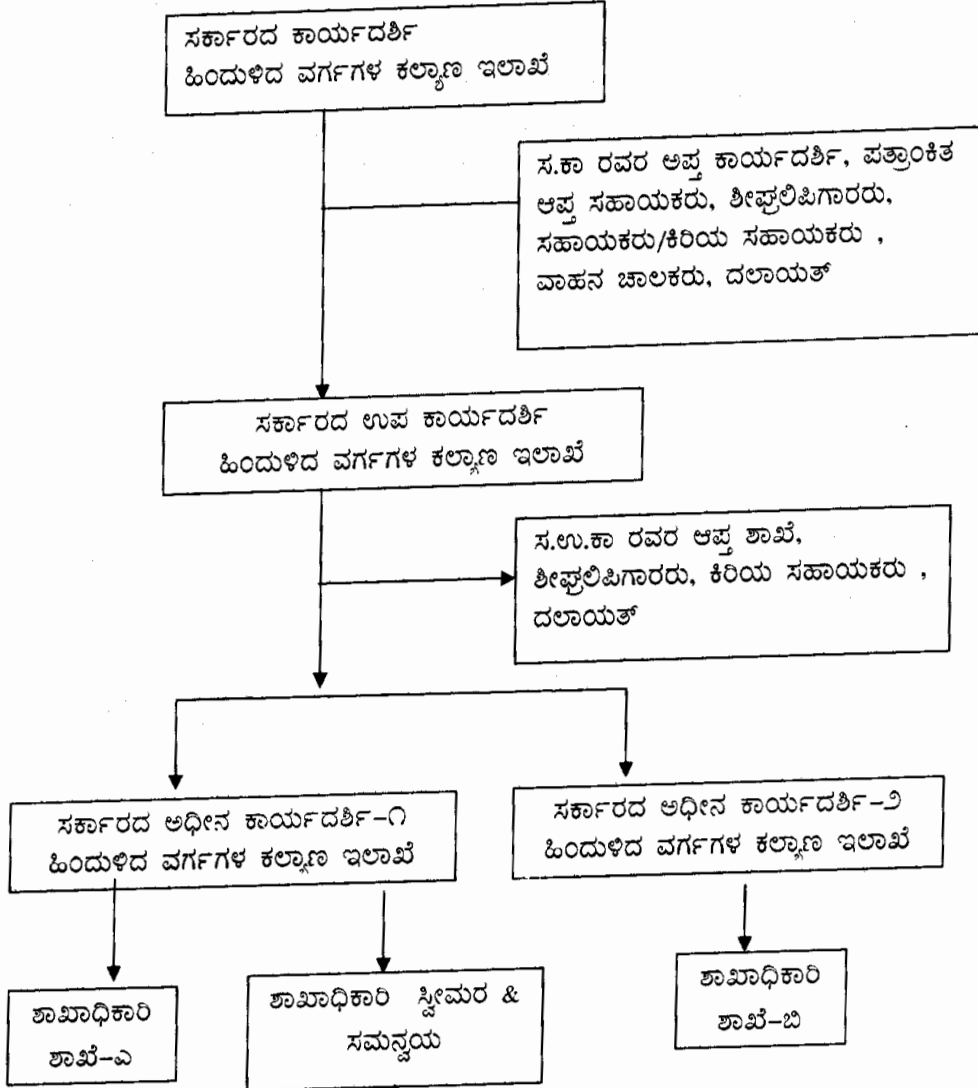 ಸರ್ಕಾರದ ಕಾರ್ಯದರ್ಶಿ
ಹಿಂದುಳಿದ ವರ್ಗಗಳ ಕಲ್ಯಾಣ ಇಲಾಖೆ
ಸ.ಕಾ ರವರ ಅಪ್ತ ಕಾರ್ಯದರ್ಶಿ, ಪತ್ರಾಂಕಿತ
ಆಪ್ತ ಸಹಾಯಕರು, ಶೀಘ್ರಲಿಪಿಗಾರರು,
ಸಹಾಯಕರು/ಕಿರಿಯ ಸಹಾಯಕರು ,
ವಾಹನ ಚಾಲಕರು, ದಲಾಯತ್
ಸರ್ಕಾರದ ಉಪ ಕಾರ್ಯದರ್ಶಿ
ಹಿಂದುಳಿದ ವರ್ಗಗಳ ಕಲ್ಯಾಣ ಇಲಾಖೆ
ಸ.ಉ.ಕಾ ರವರ ಆಪ್ತ ಶಾಖೆ,
ಶೀಘ್ರಲಿಪಿಗಾರರು, ಕಿರಿಯ ಸಹಾಯಕರು ,
ದಲಾಯತ್
ಸರ್ಕಾರದ ಅಧೀನ ಕಾರ್ಯದರ್ಶಿ-೧
ಹಿಂದುಳಿದ ವರ್ಗಗಳ ಕಲ್ಯಾಣ ಇಲಾಖೆ
ಸರ್ಕಾರದ ಅಧೀನ ಕಾರ್ಯದರ್ಶಿ-೨
ಹಿಂದುಳಿದ ವರ್ಗಗಳ ಕಲ್ಯಾಣ ಇಲಾಖೆ
ಶಾಖಾಧಿಕಾರಿ
ಶಾಖೆ-ಎ
ಶಾಖಾಧಿಕಾರಿ ಸ್ವೀಮರ &
ಸಮನ್ವಯ
ಶಾಖಾಧಿಕಾರಿ
ಶಾಖೆ-ಬಿ